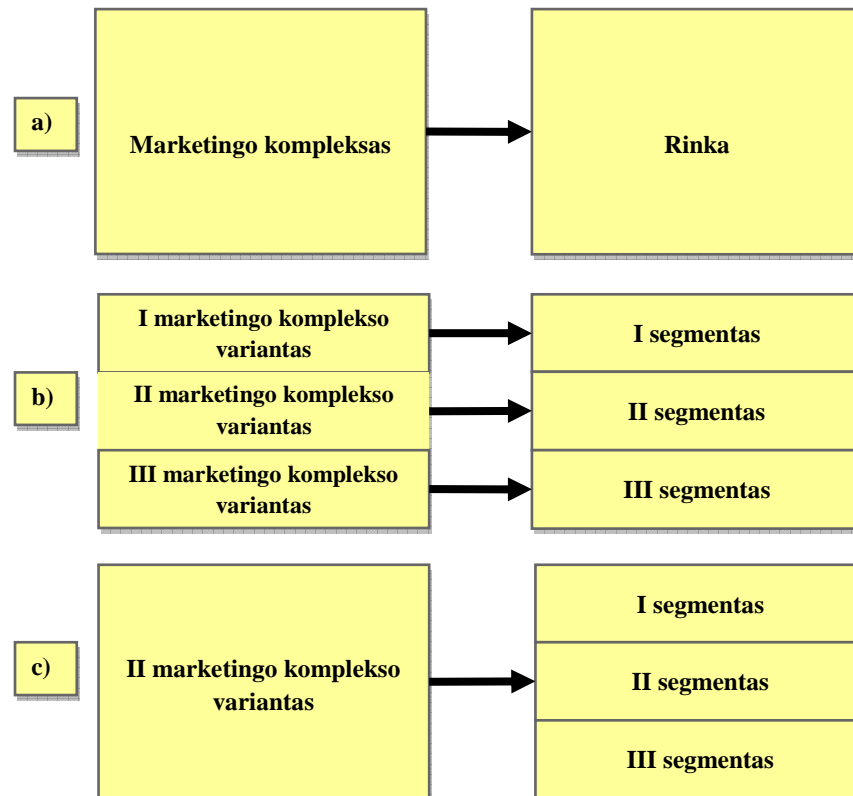 a)
Marketingo kompleksas
Rinka
b)
I marketingo komplekso
variantas
I segmentas
II marketingo komplekso
variantas
II segmentas
III marketingo komplekso
variantas
III segmentas
c)
II marketingo komplekso
variantas
I segmentas
II segmentas
III segmentas